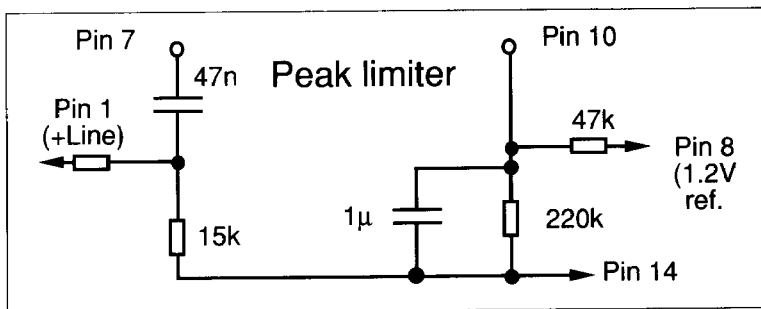 Pin 7
Pin 10
47n
Peak limiter
Pin 1
(+Line)
47k
Pin 8
(1.2V
ref.
1μ
15k
220k
Pin 14